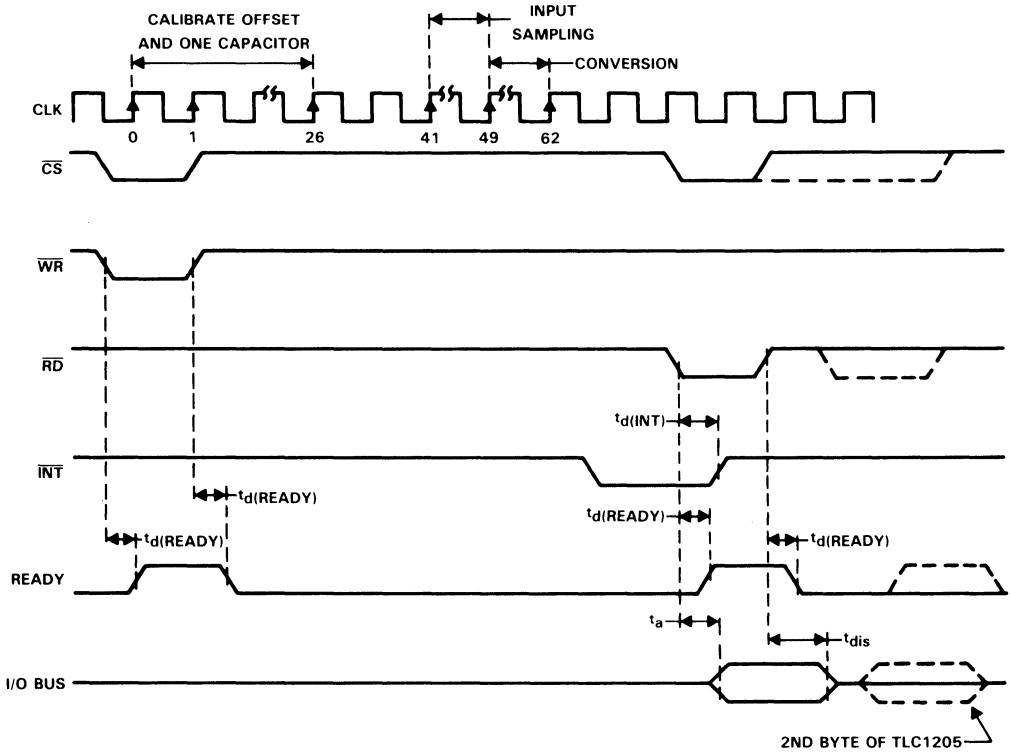 CALIBRATE OFFSET
AND ONE CAPACITOR
INPUT
SAMPLING
CONVERSION
CLK
0 1 26 41 49 62
CS
WR
RD
td(INT)
INT
td(READY)
td(READY)
td(READY)
td(READY)
READY
ta
tdis
I/O BUS
2ND BYTE OF TLC1205